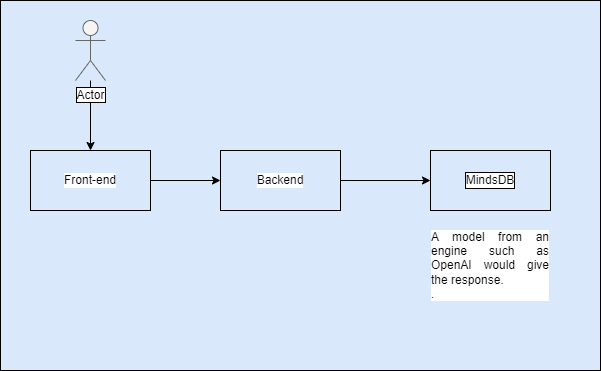 Actor
Front-end
Backend
MindsDB
A model from an
engine such as
OpenAI would give
the response.
.